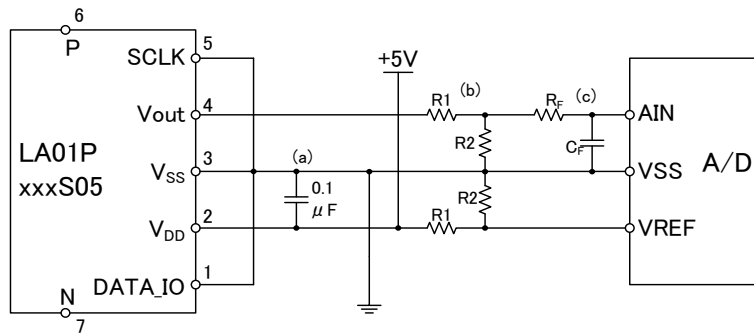 6
P
SCLK 5
+5V
Vout 4
R1 (b) RF (c) AIN
R2 CF
LA01P
xxxS05
VSS 3 (a) VSS A/D
0.1
μF
R2
VDD 2 R1 VREF
DATA_IO 1
N
7